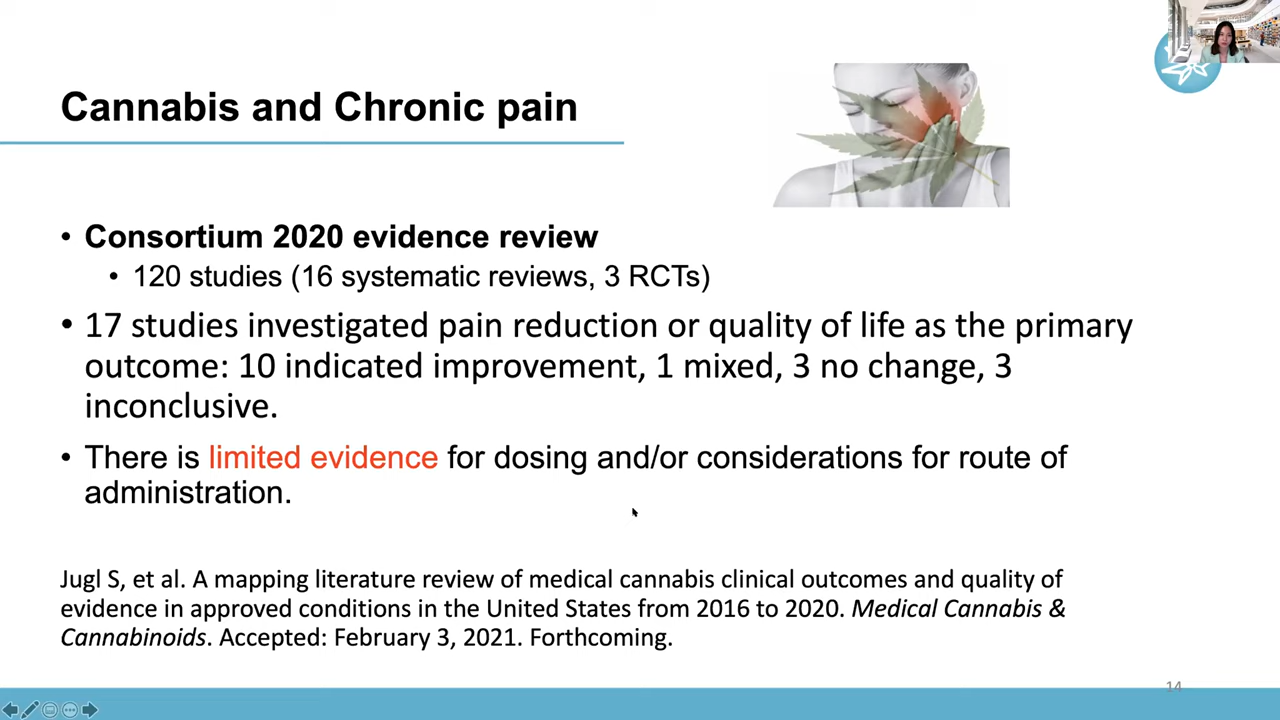 Cannabis and Chronic pain
• Consortium 2020 evidence review
• 120 studies (16 systematic reviews, 3 RCTs)
• 17 studies investigated pain reduction or quality of life as the primary
outcome: 10 indicated improvement, 1 mixed, 3 no change, 3
inconclusive.
• There is limited evidence for dosing and/or considerations for route of
administration.
Jugl S, et al. A mapping literature review of medical cannabis clinical outcomes and quality of
evidence in approved conditions in the United States from 2016 to 2020. Medical Cannabis &
Cannabinoids. Accepted: February 3, 2021. Forthcoming.
14